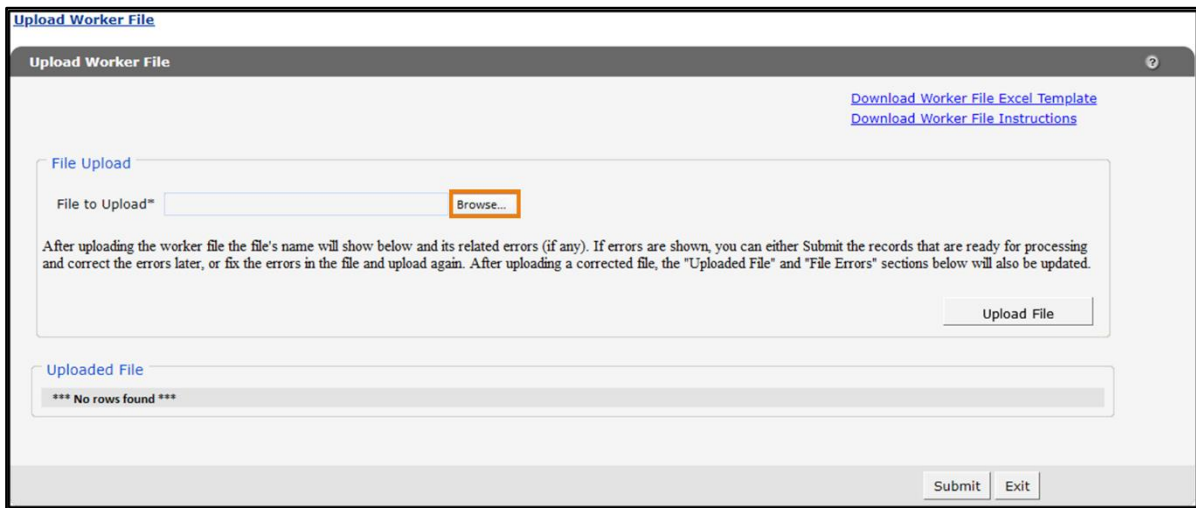 Upload Worker File
Upload Worker File
Download Worker File Excel Template
Download Worker File Instructions
File Upload
File to Upload* Browse...
After uploading the worker file the file's name will show below and its related errors (if any). If errors are shown, you can either Submit the records that are ready for processing
and correct the errors later, or fix the errors in the file and upload again. After uploading a corrected file, the "Uploaded File" and "File Errors" sections below will also be updated.
Upload File
Uploaded File
*** No rows found ***
Submit Exit